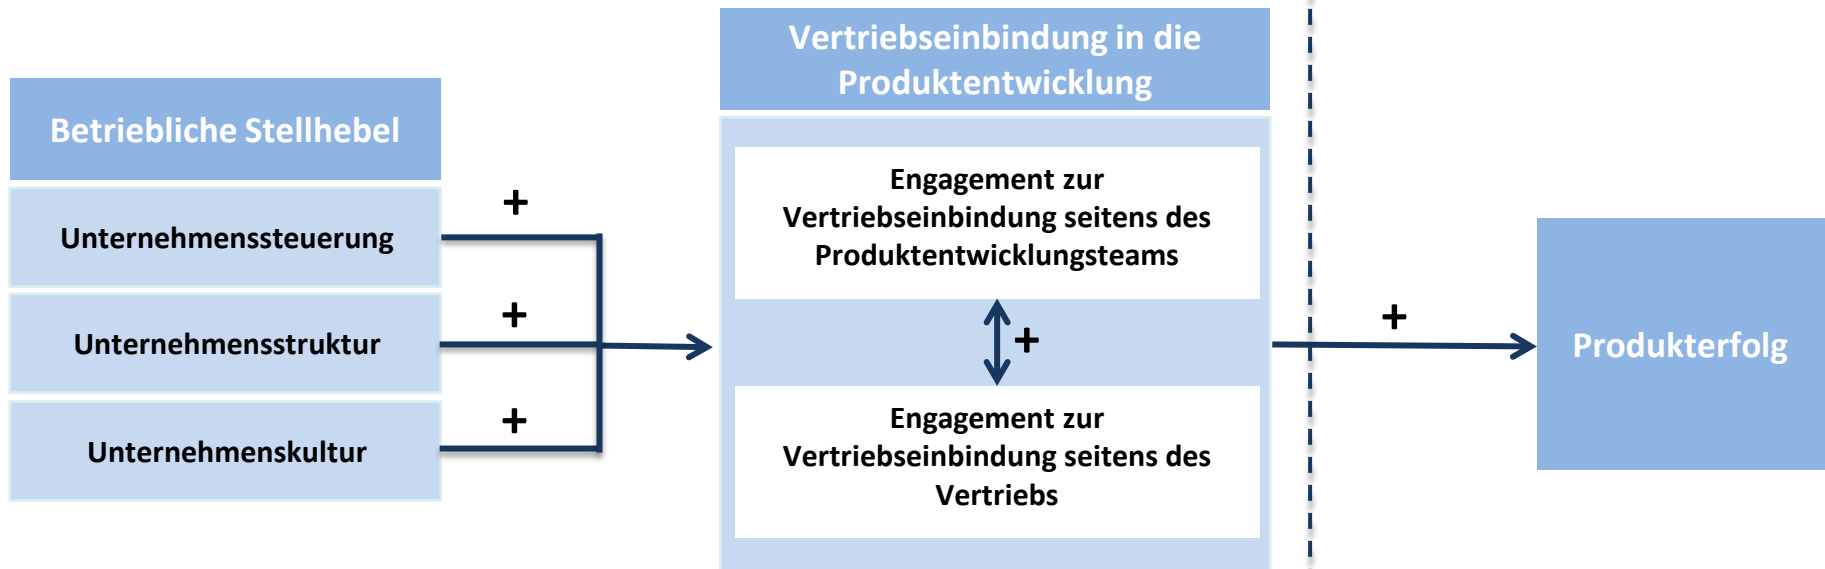 Betriebliche Stellhebel
Unternehmenssteuerung
Unternehmensstruktur
Unternehmenskultur
+
+
+
Vertriebseinbindung in die
Produktentwicklung
Engagement zur
Vertriebseinbindung seitens des
Produktentwicklungsteams
+
Engagement zur
Vertriebseinbindung seitens des
Vertriebs
+
Produkterfolg